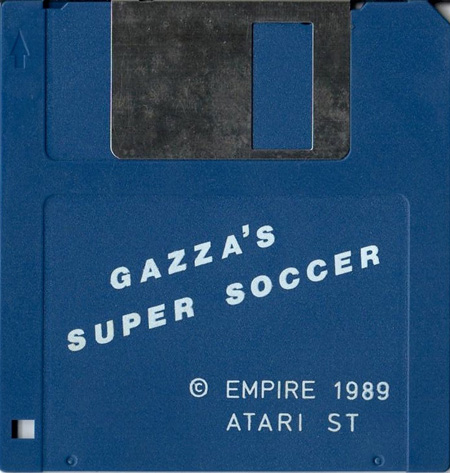 GAZZA'S
SUPER SOCCER
© EMPIRE 1989
ATARI ST